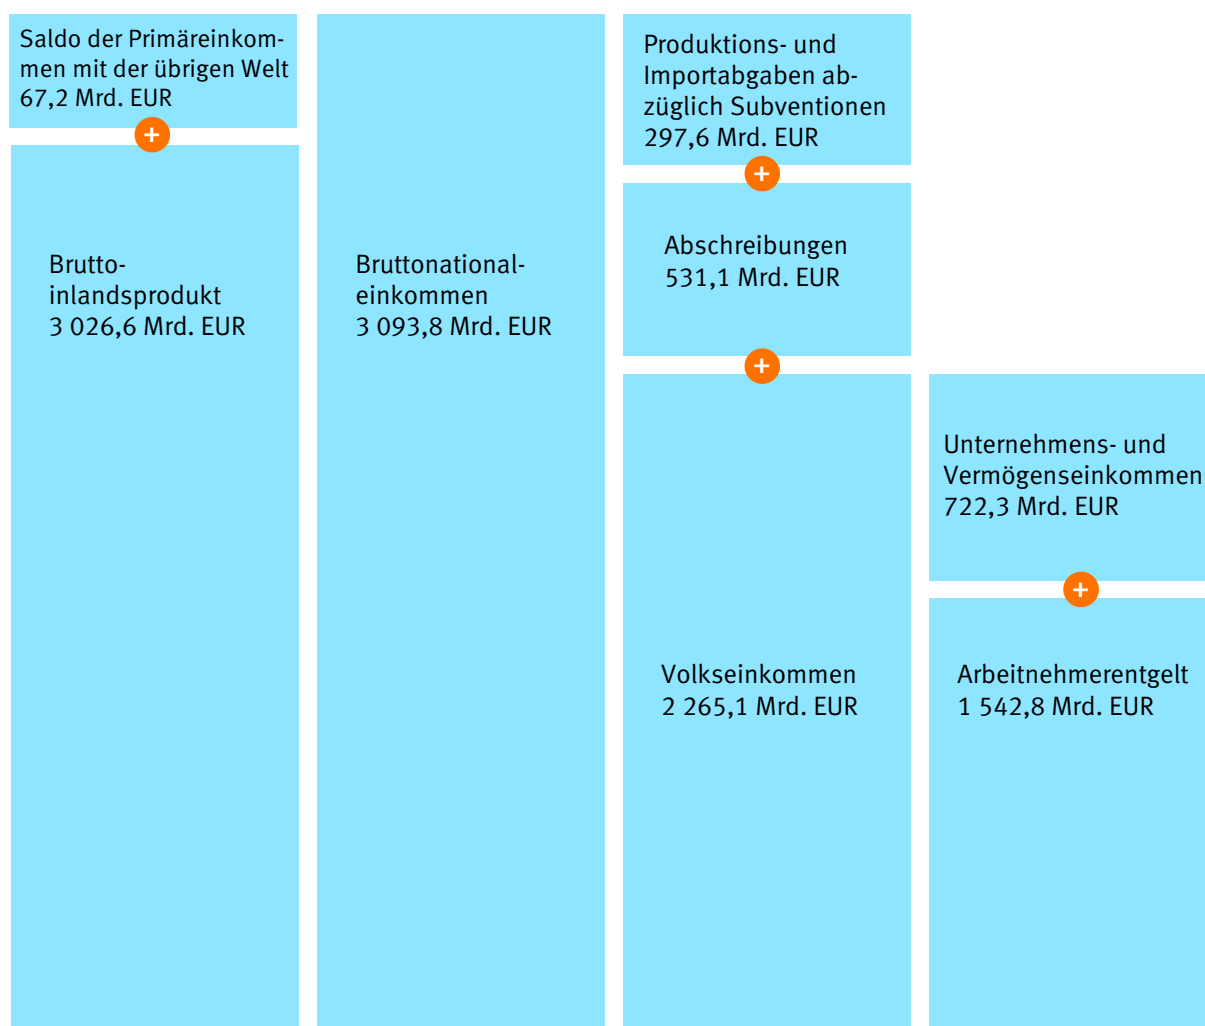 Saldo der Primäreinkom-
men mit der übrigen Welt
67,2 Mrd. EUR
+
Brutto-
inlandsprodukt
3 026,6 Mrd. EUR
Bruttonational-
einkommen
3 093,8 Mrd. EUR
Produktions- und
Importabgaben ab-
züglich Subventionen
297,6 Mrd. EUR
+
Abschreibungen
531,1 Mrd. EUR
+
Volkseinkommen
2 265,1 Mrd. EUR
Unternehmens- und
Vermögenseinkommen
722,3 Mrd. EUR
+
Arbeitnehmerentgelt
1 542,8 Mrd. EUR